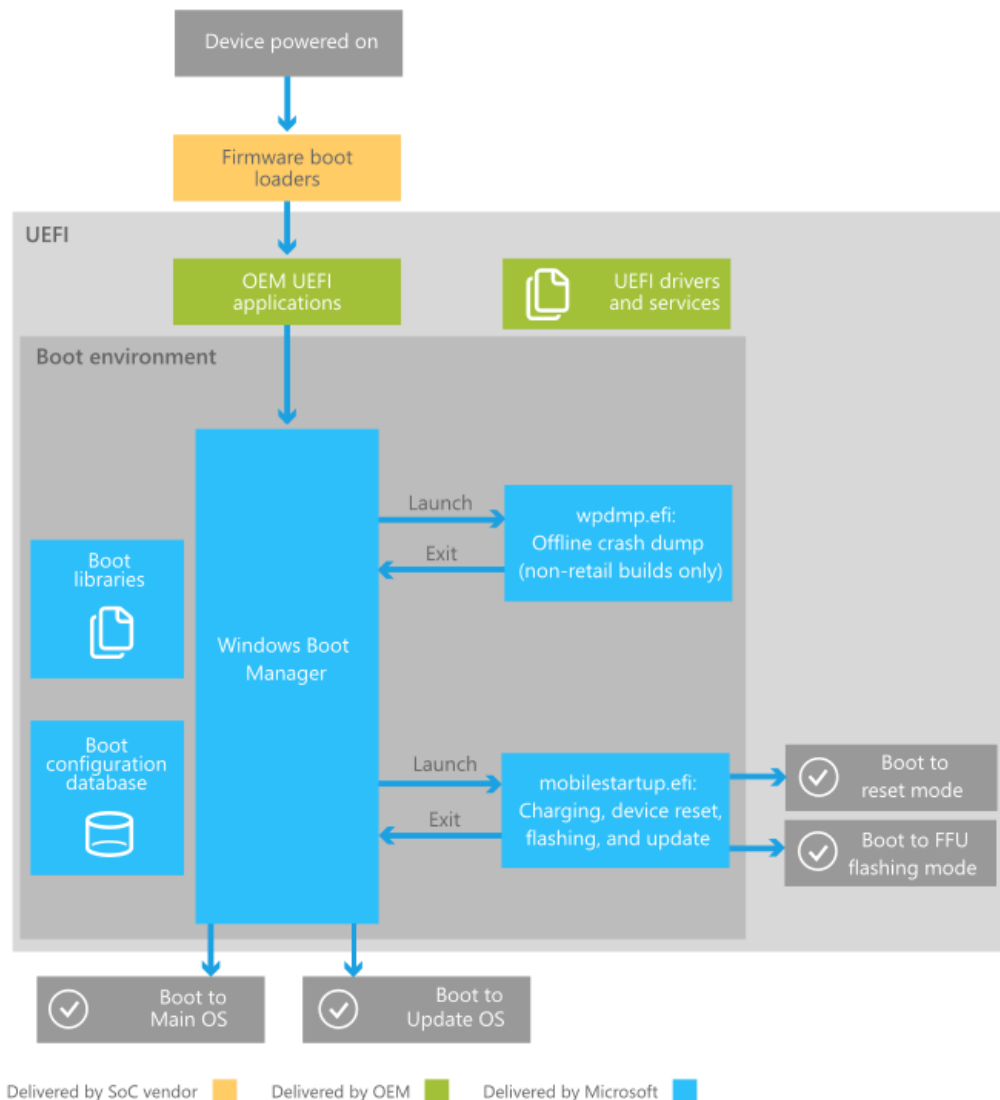 Device powered on
Firmware boot
loaders
UEFI
OEM UEFI
applications
UEFI drivers
and services
Boot environment
Launch
wpdmp.efi:
Offline crash dump
(non-retail builds only)
Exit
Boot
libraries
Windows Boot
Manager
Boot
configuration
database
Launch
mobilestartup.efi:
Charging, device reset,
flashing, and update
Exit
Boot to
reset mode
Boot to FFU
flashing mode
Boot to
Main OS
Boot to
Update OS
Delivered by SoC vendor
Delivered by OEM
Delivered by Microsoft